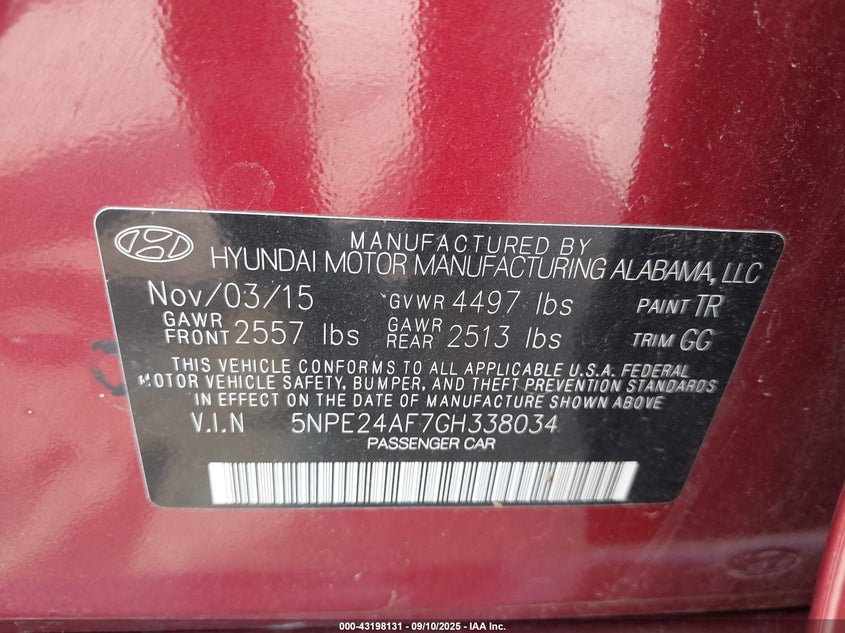 MANUFACTURED BY
HYUNDAI MOTOR MANUFACTURING ALABAMA, LLC
Nov/03/15 GVWR 4497 lbs PAINT TR
GAWR FRONT 2557 lbs GAWR REAR 2513 lbs TRIM GG
THIS VEHICLE CONFORMS TO ALL APPLICABLE U.S.A. FEDERAL
MOTOR VEHICLE SAFETY, BUMPER, AND THEFT PREVENTION STANDARDS
IN EFFECT ON THE DATE OF MANUFACTURE SHOWN ABOVE
V.I.N 5NPE24AF7GH338034
PASSENGER CAR
000-43198131 - 09/10/2025 - IAA Inc.